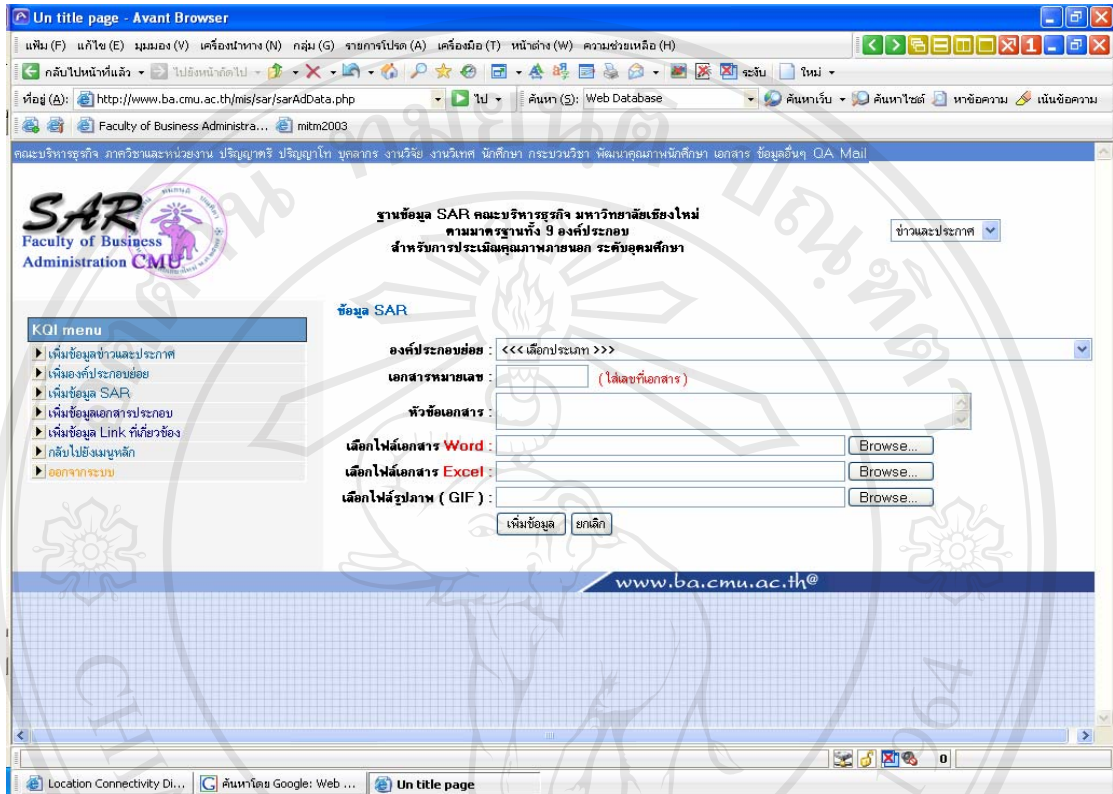 Un title page - Avant Browser
แฟ้ม (F) แก้ไข (E) มุมมอง (V) เครื่องนำทาง (N) กลุ่ม (G) รายการโปรด (A) เครื่องมือ (T) หน้าต่าง (W) ความช่วยเหลือ (H)
กลับไปหน้าที่แล้ว ไปยังหน้าถัดไป ระงับ ใหม่
ที่อยู่ (A): http://www.ba.cmu.ac.th/mis/sar/sarAdData.php ไป ค้นหา (S): Web Database ค้นหาเว็บ ค้นหาไซต์ หาข้อความ เน้นข้อความ
Faculty of Business Administra... mitm2003
คณะบริหารธุรกิจ ภาควิชาและหน่วยงาน ปริญญาตรี ปริญญาโท บุคลากร งานวิจัย งานวิเทศ นักศึกษา กระบวนวิชา พัฒนาคุณภาพนักศึกษา เอกสาร ข้อมูลอื่นๆ QA Mail
SAR
Faculty of Business
Administration CMU
ฐานข้อมูล SAR คณะบริหารธุรกิจ มหาวิทยาลัยเชียงใหม่
ตามมาตรฐานทั้ง 9 องค์ประกอบ
สำหรับการประเมินคุณภาพภายนอก ระดับอุดมศึกษา
ข่าวและประกาศ
KQI menu
เพิ่มข้อมูลข่าวและประกาศ
เพิ่มองค์ประกอบย่อย
เพิ่มข้อมูล SAR
เพิ่มข้อมูลเอกสารประกอบ
เพิ่มข้อมูล Link ที่เกี่ยวข้อง
กลับไปยังเมนูหลัก
ออกจากระบบ
ข้อมูล SAR
องค์ประกอบย่อย : <<< เลือกประเภท >>>
เอกสารหมายเลข : ( ใส่เลขที่เอกสาร )
หัวข้อเอกสาร :
เลือกไฟล์เอกสาร Word : Browse...
เลือกไฟล์เอกสาร Excel : Browse...
เลือกไฟล์รูปภาพ ( GIF ) : Browse...
เพิ่มข้อมูล ยกเลิก
www.ba.cmu.ac.th@
0
Location Connectivity Di... ค้นหาโดย Google: Web ... Un title page